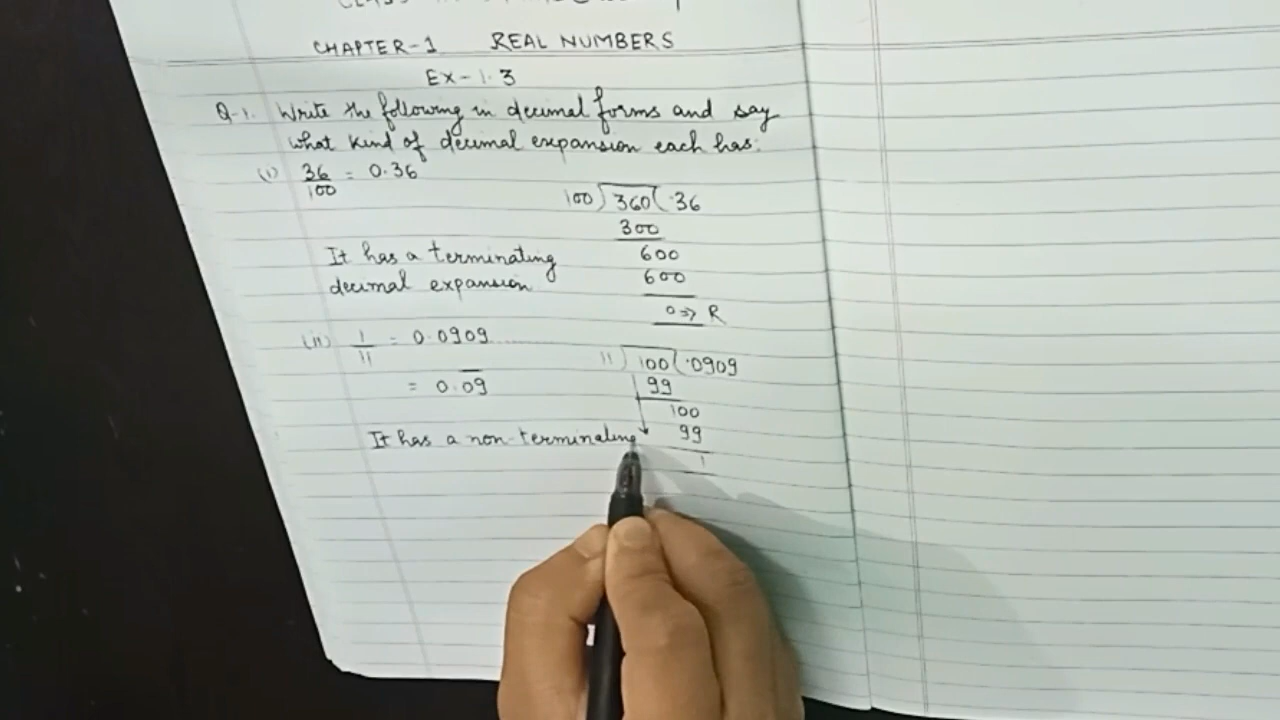 CHAPTER-1 REAL NUMBERS
EX-1.3
Q-1. Write the following in decimal forms and say
what kind of decimal expansion each has:
(i) 36/100 = 0.36
100) 360 (.36
300
600
600
0 => R
It has a terminating
decimal expansion
(ii) 1/11 = 0.0909......
= 0.0̅9̅
11) 100 (.0909
99
100
99
1
It has a non-terminating